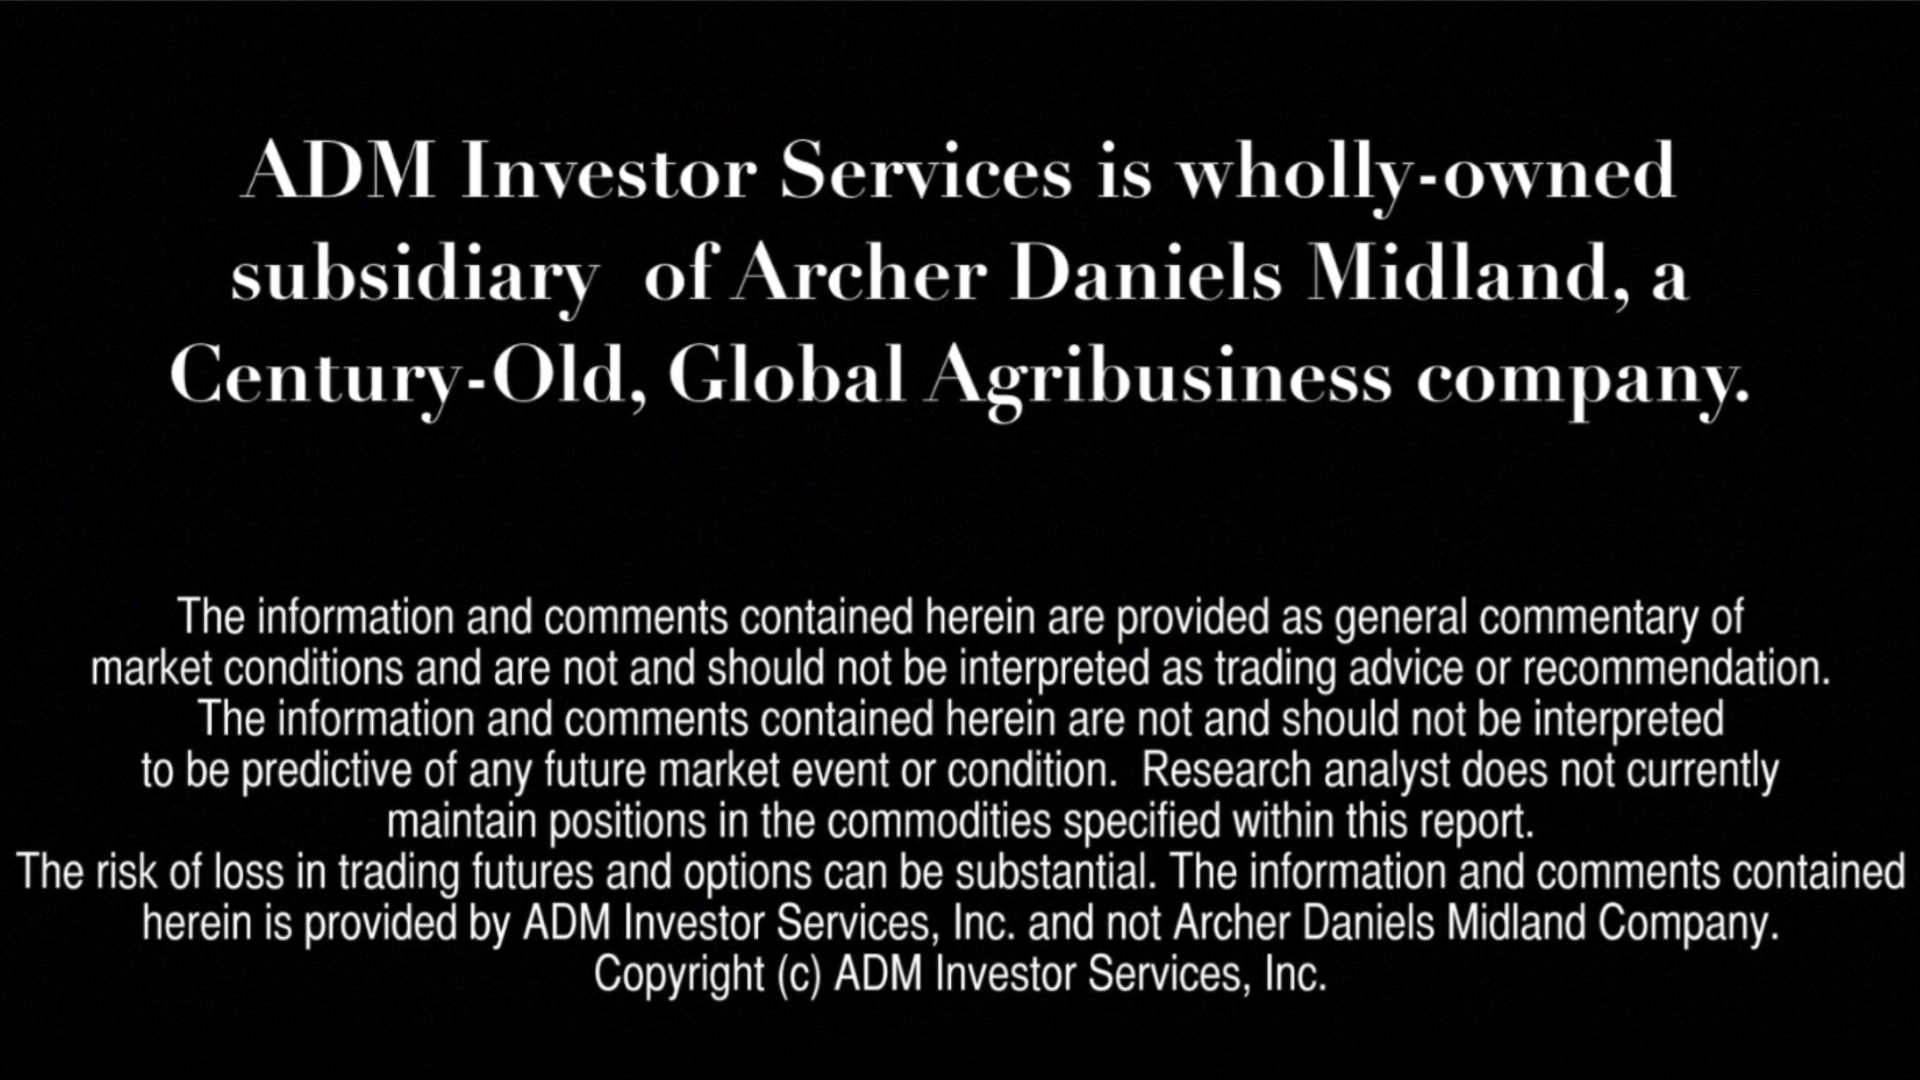 ADM Investor Services is wholly-owned
subsidiary  of Archer Daniels Midland, a
Century-Old, Global Agribusiness company.
The information and comments contained herein are provided as general commentary of
market conditions and are not and should not be interpreted as trading advice or recommendation.
The information and comments contained herein are not and should not be interpreted
to be predictive of any future market event or condition.  Research analyst does not currently
maintain positions in the commodities specified within this report.
The risk of loss in trading futures and options can be substantial. The information and comments contained
herein is provided by ADM Investor Services, Inc. and not Archer Daniels Midland Company.
Copyright (c) ADM Investor Services, Inc.